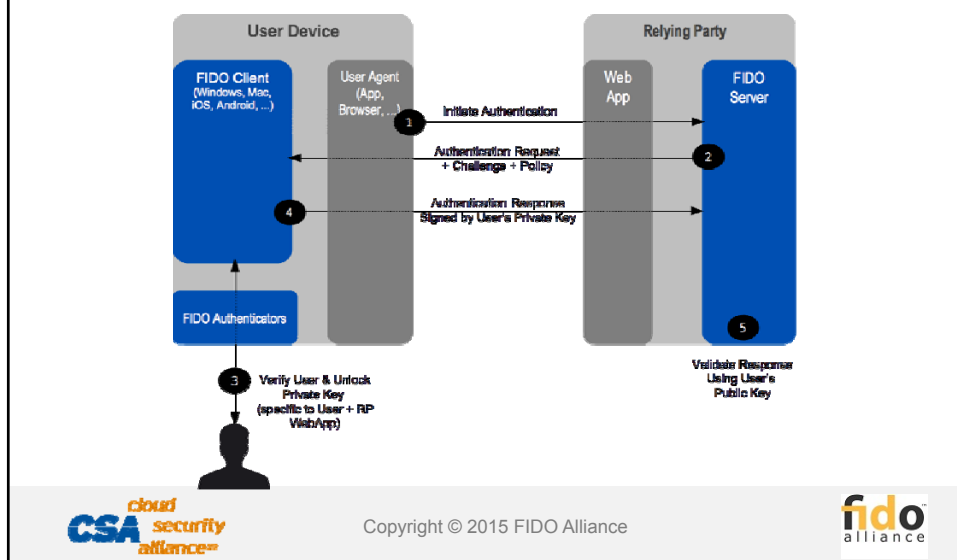 User Device
Relying Party
FIDO Client
(Windows, Mac,
iOS, Android, ...)
User Agent
(App,
Browser, ...)
Web
App
FIDO
Server
1
Initiate Authentication
Authentication Request
+ Challenge + Policy
2
4
Authentication Response
Signed by User's Private Key
FIDO Authenticators
5
Validate Response
Using User's
Public Key
3
Verify User & Unlock
Private Key
(specific to User + RP
WebApp)
CSA cloud
security
alliance
SM
Copyright © 2015 FIDO Alliance
fido
TM
alliance